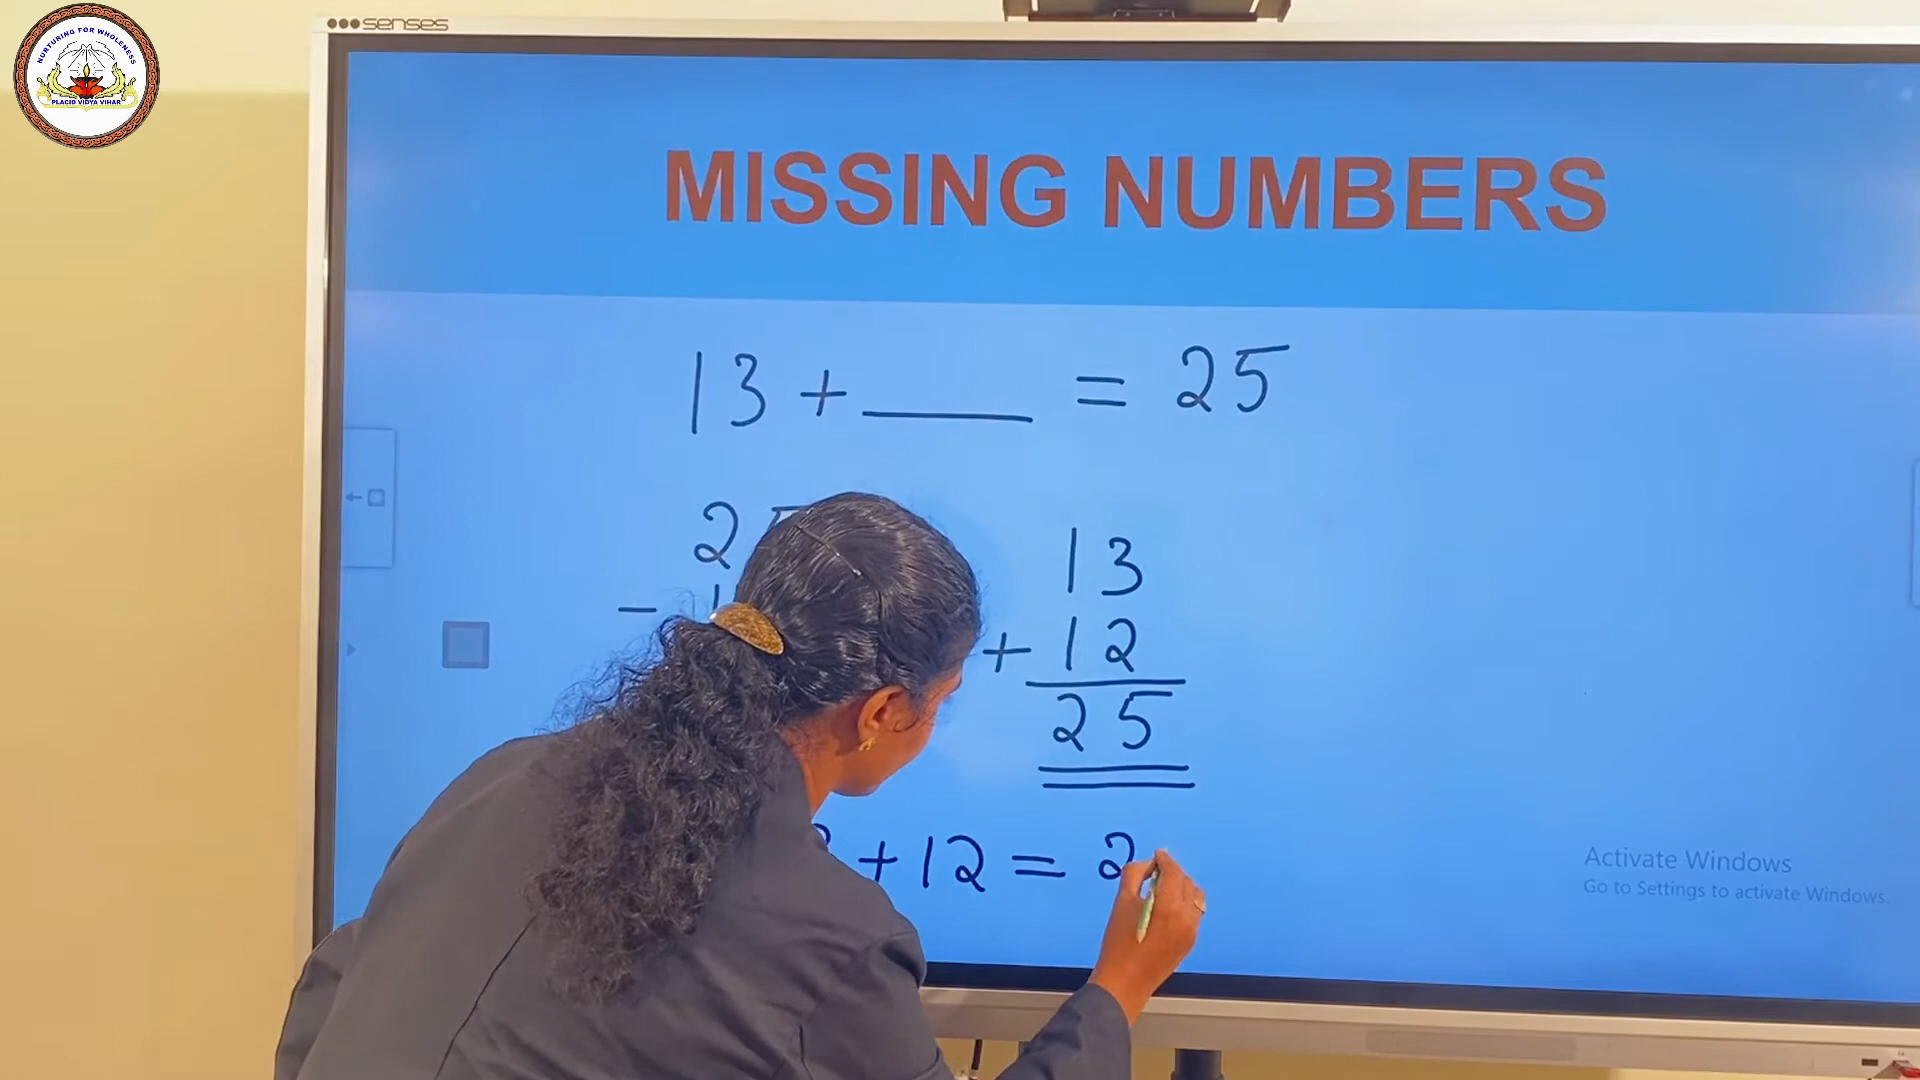 senses
NURTURING FOR WHOLENESS
PLACID VIDYA VIHAR
MISSING NUMBERS
13 + ____ = 25
2
- 1
13
+ 12
25
+ 12 = 2
Activate Windows
Go to Settings to activate Windows.